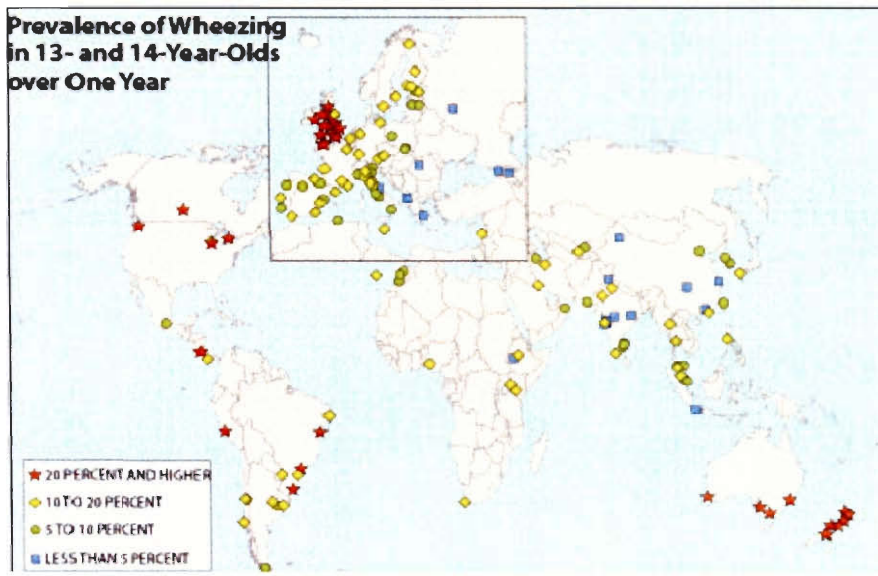 Prevalence of Wheezing
in 13- and 14-Year-Olds
over One Year
20 PERCENT AND HIGHER
10 TO 20 PERCENT
5 TO 10 PERCENT
LESS THAN 5 PERCENT